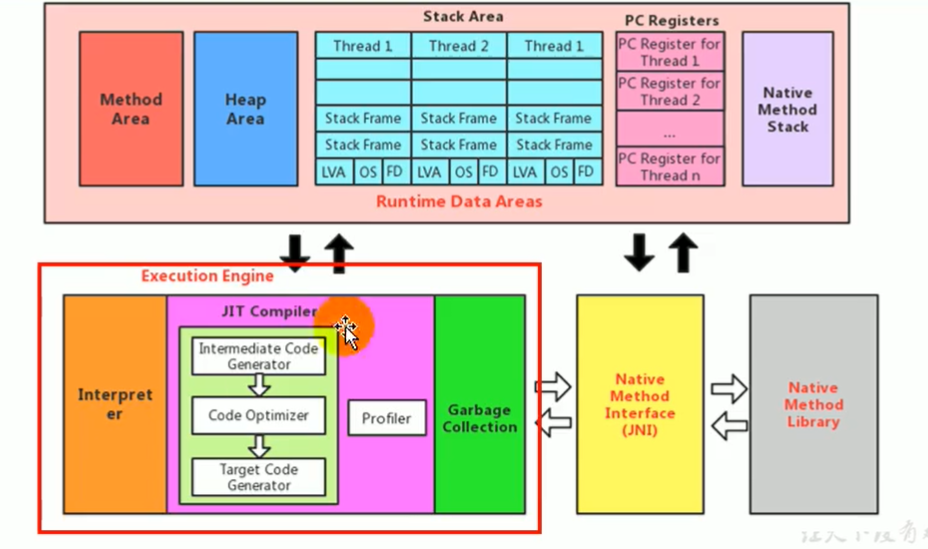 Stack Area
PC Registers
Method
Area
Heap
Area
Thread 1
Thread 2
Thread 1
Stack Frame
Stack Frame
Stack Frame
Stack Frame
Stack Frame
Stack Frame
LVA
OS
FD
LVA
OS
FD
LVA
OS
FD
PC Register for
Thread 1
PC Register for
Thread 2
...
PC Register for
Thread n
Native
Method
Stack
Runtime Data Areas
Execution Engine
Interpret
er
JIT Compiler
Intermediate Code
Generator
Code Optimizer
Target Code
Generator
Profiler
Garbage
Collection
Native
Method
Interface
(JNI)
Native
Method
Library